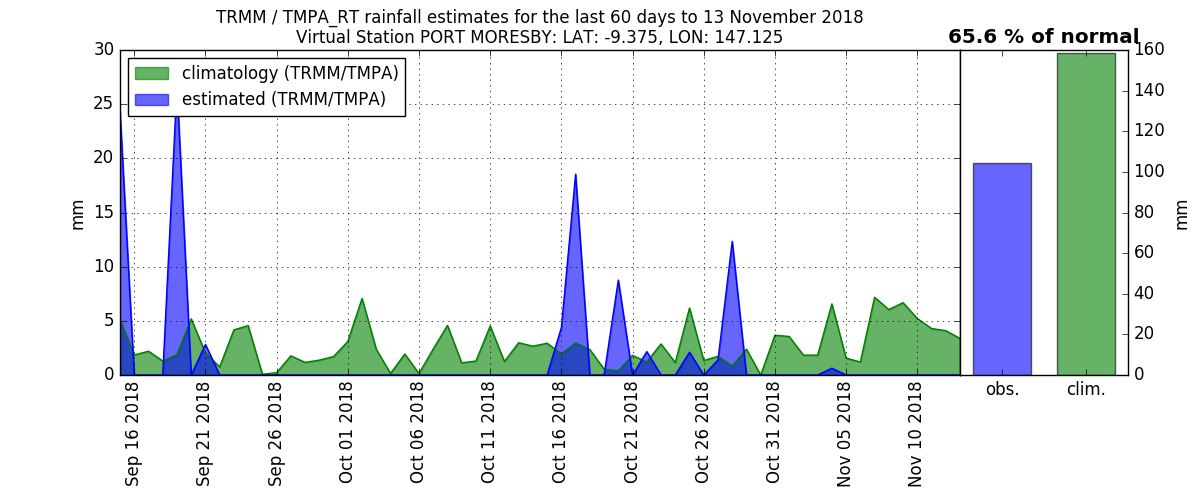 TRMM / TMPA_RT rainfall estimates for the last 60 days to 13 November 2018
Virtual Station PORT MORESBY: LAT: -9.375, LON: 147.125
65.6 % of normal
climatology (TRMM/TMPA)
estimated (TRMM/TMPA)
30
25
20
15
10
5
0
mm
Sep 16 2018
Sep 21 2018
Sep 26 2018
Oct 01 2018
Oct 06 2018
Oct 11 2018
Oct 16 2018
Oct 21 2018
Oct 26 2018
Oct 31 2018
Nov 05 2018
Nov 10 2018
obs.
clim.
160
140
120
100
80
60
40
20
0
mm